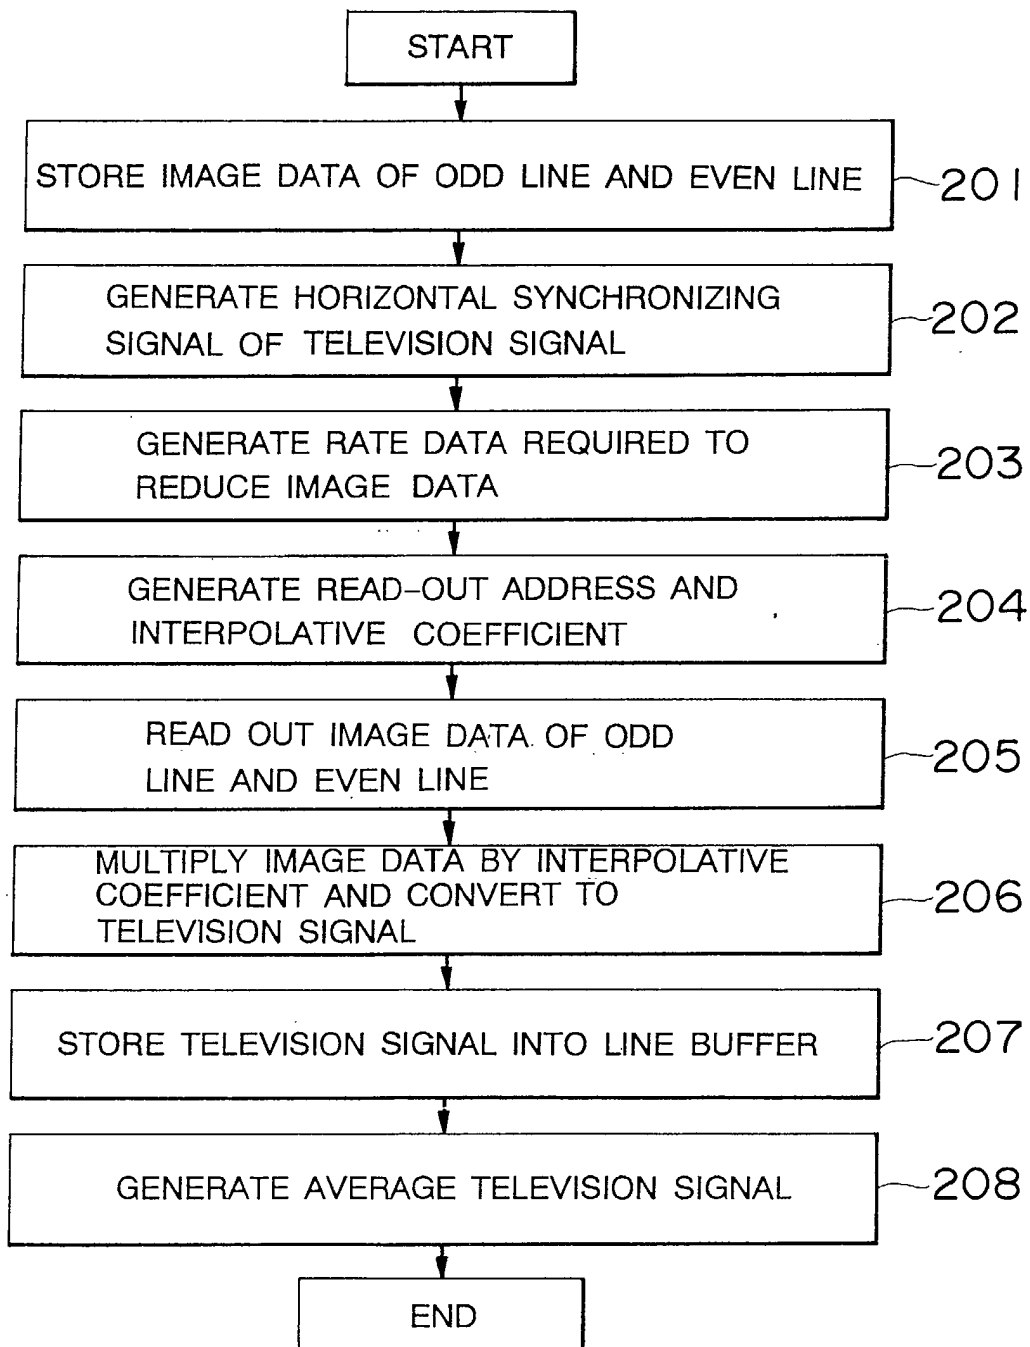 START
STORE IMAGE DATA OF ODD LINE AND EVEN LINE
201
GENERATE HORIZONTAL SYNCHRONIZING
SIGNAL OF TELEVISION SIGNAL
202
GENERATE RATE DATA REQUIRED TO
REDUCE IMAGE DATA
203
GENERATE READ-OUT ADDRESS AND
INTERPOLATIVE COEFFICIENT
204
READ OUT IMAGE DATA OF ODD
LINE AND EVEN LINE
205
MULTIPLY IMAGE DATA BY INTERPOLATIVE
COEFFICIENT AND CONVERT TO
TELEVISION SIGNAL
206
STORE TELEVISION SIGNAL INTO LINE BUFFER
207
GENERATE AVERAGE TELEVISION SIGNAL
208
END